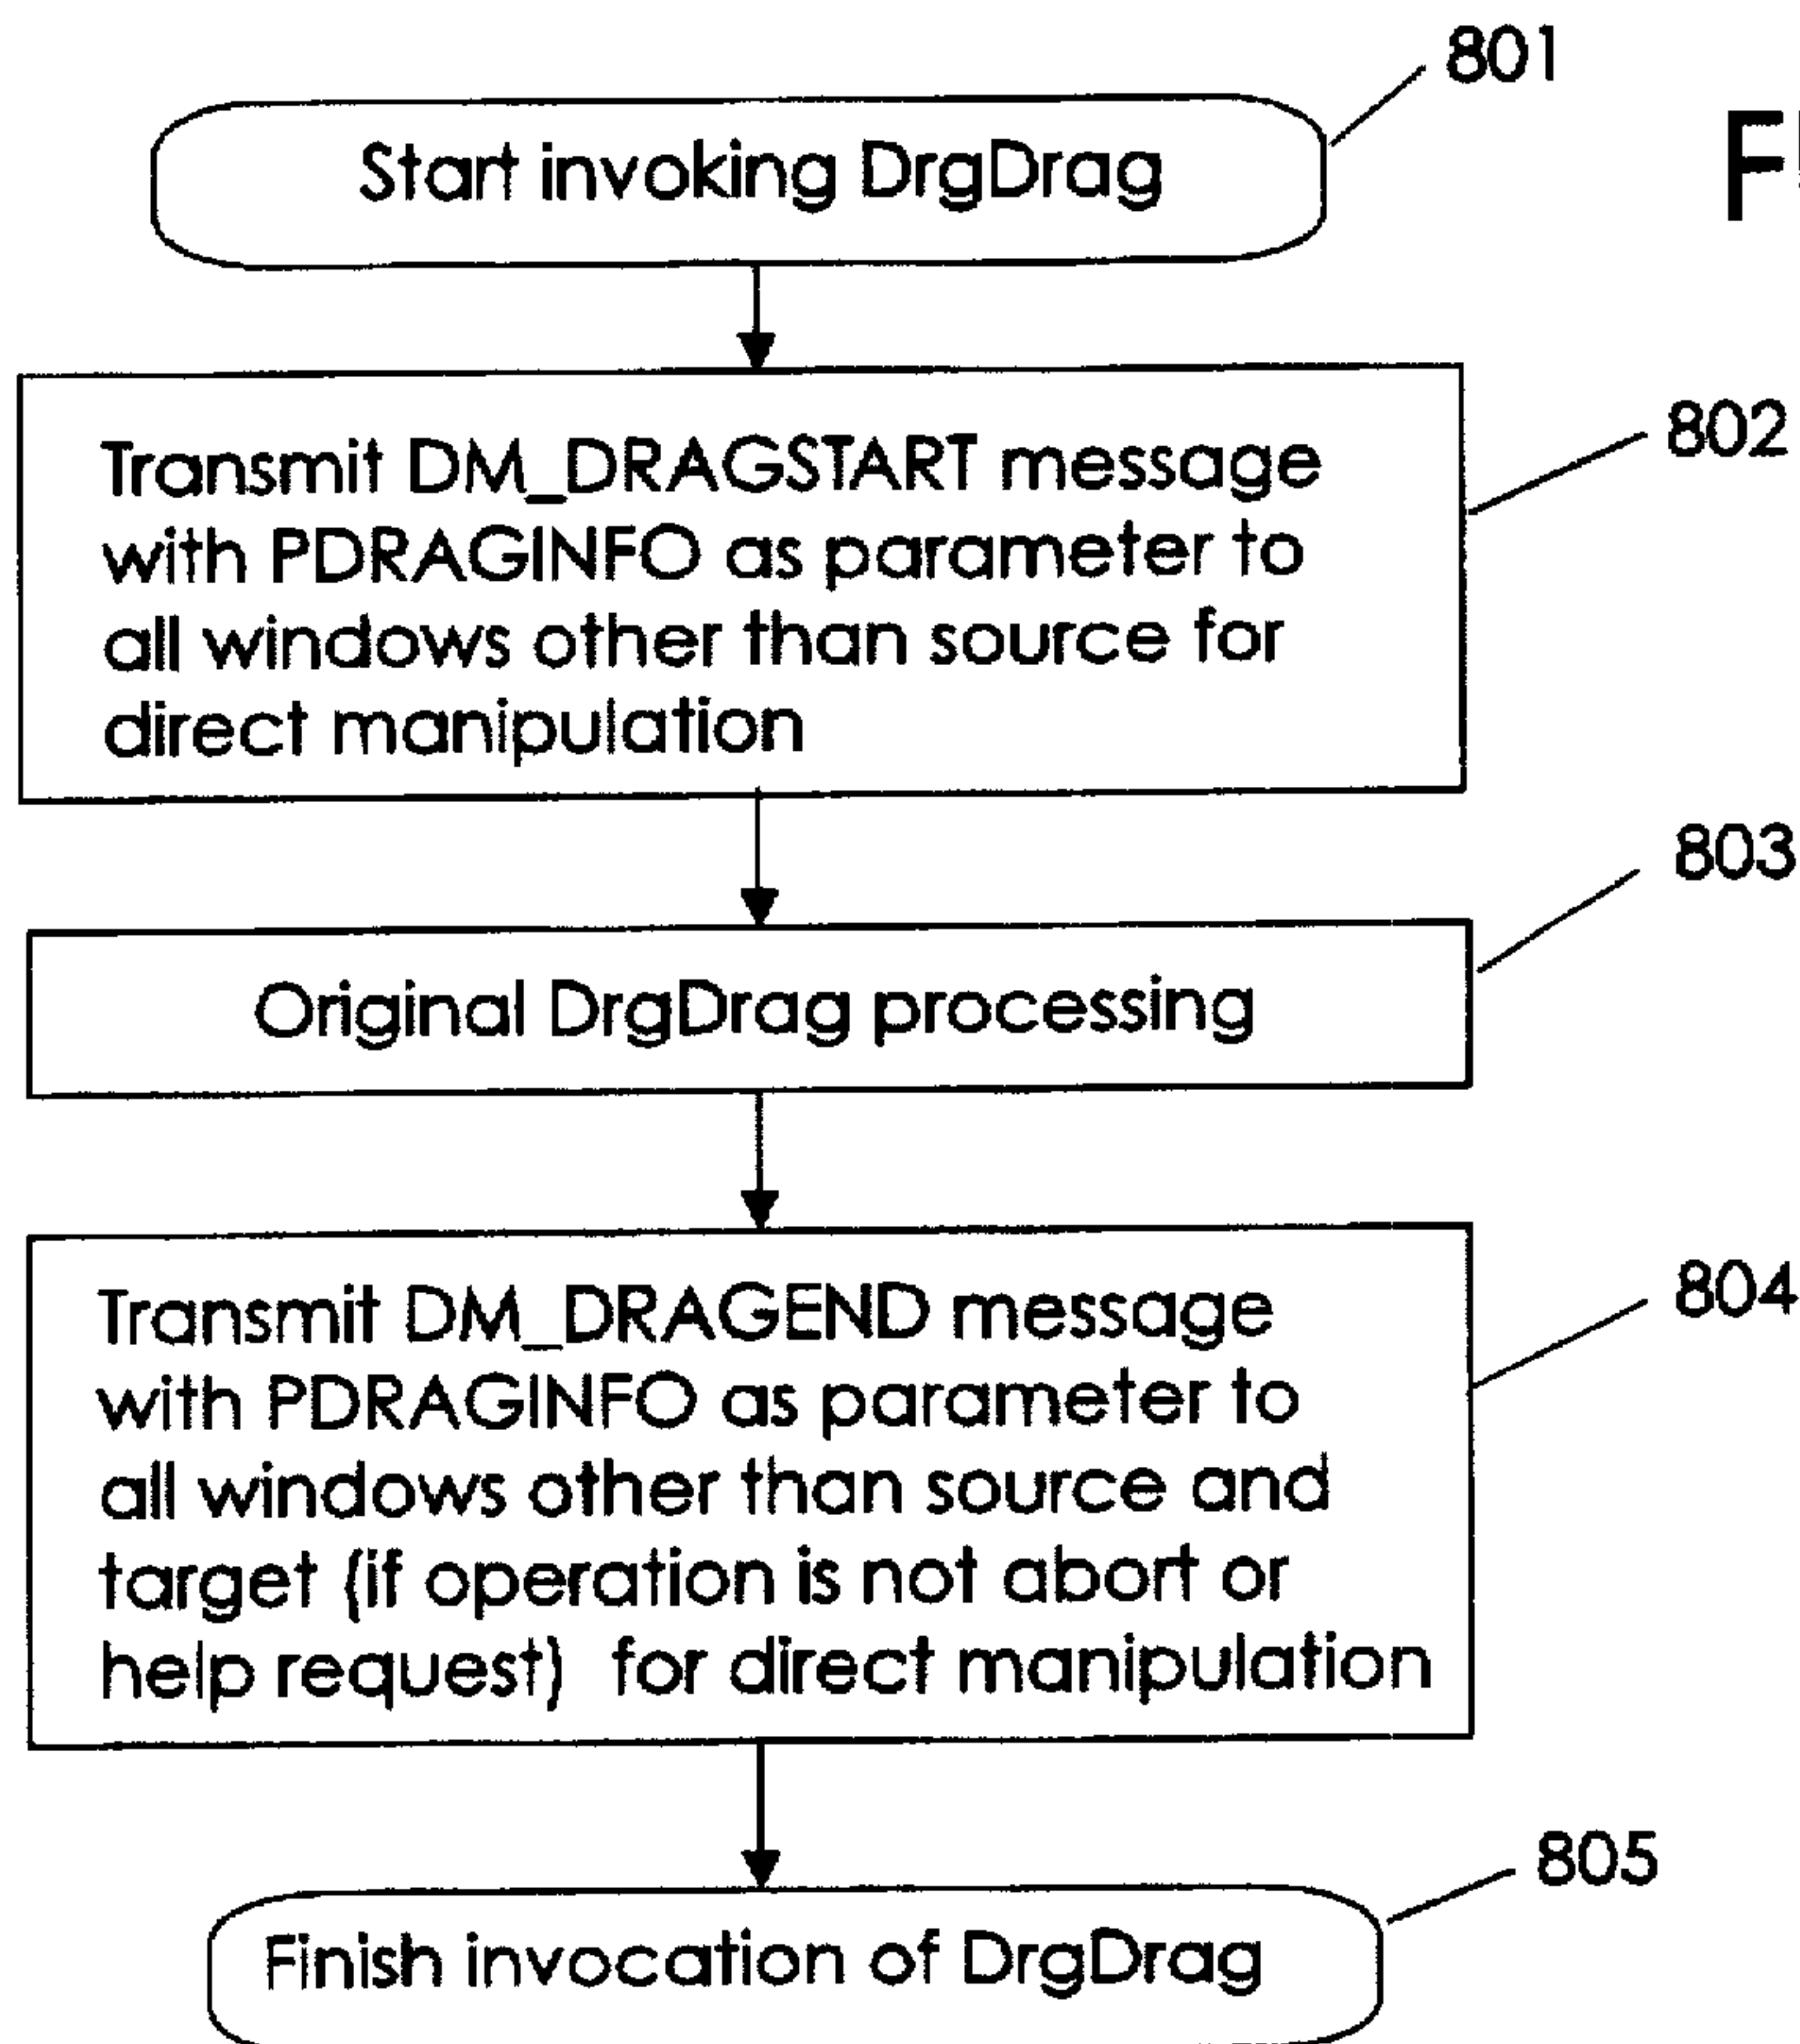 801
Start invoking DrgDrag
802
Transmit DM_DRAGSTART message
with PDRAGINFO as parameter to
all windows other than source for
direct manipulation
803
Original DrgDrag processing
804
Transmit DM_DRAGEND message
with PDRAGINFO as parameter to
all windows other than source and
target (if operation is not abort or
help request) for direct manipulation
805
Finish invocation of DrgDrag